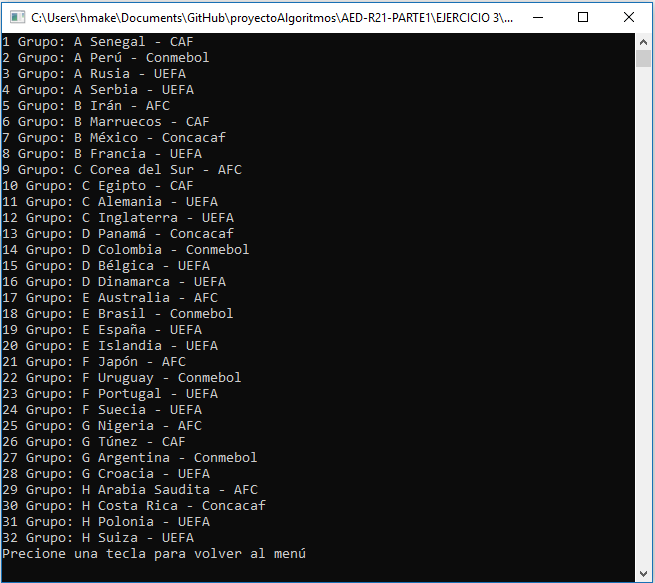 C:\Users\hmake\Documents\GitHub\proyectoAlgoritmos\AED-R21-PARTE1\EJERCICIO 3\...
1 Grupo: A Senegal - CAF
2 Grupo: A Perú - Conmebol
3 Grupo: A Rusia - UEFA
4 Grupo: A Serbia - UEFA
5 Grupo: B Irán - AFC
6 Grupo: B Marruecos - CAF
7 Grupo: B México - Concacaf
8 Grupo: B Francia - UEFA
9 Grupo: C Corea del Sur - AFC
10 Grupo: C Egipto - CAF
11 Grupo: C Alemania - UEFA
12 Grupo: C Inglaterra - UEFA
13 Grupo: D Panamá - Concacaf
14 Grupo: D Colombia - Conmebol
15 Grupo: D Bélgica - UEFA
16 Grupo: D Dinamarca - UEFA
17 Grupo: E Australia - AFC
18 Grupo: E Brasil - Conmebol
19 Grupo: E España - UEFA
20 Grupo: E Islandia - UEFA
21 Grupo: F Japón - AFC
22 Grupo: F Uruguay - Conmebol
23 Grupo: F Portugal - UEFA
24 Grupo: F Suecia - UEFA
25 Grupo: G Nigeria - AFC
26 Grupo: G Túnez - CAF
27 Grupo: G Argentina - Conmebol
28 Grupo: G Croacia - UEFA
29 Grupo: H Arabia Saudita - AFC
30 Grupo: H Costa Rica - Concacaf
31 Grupo: H Polonia - UEFA
32 Grupo: H Suiza - UEFA
Precione una tecla para volver al menú